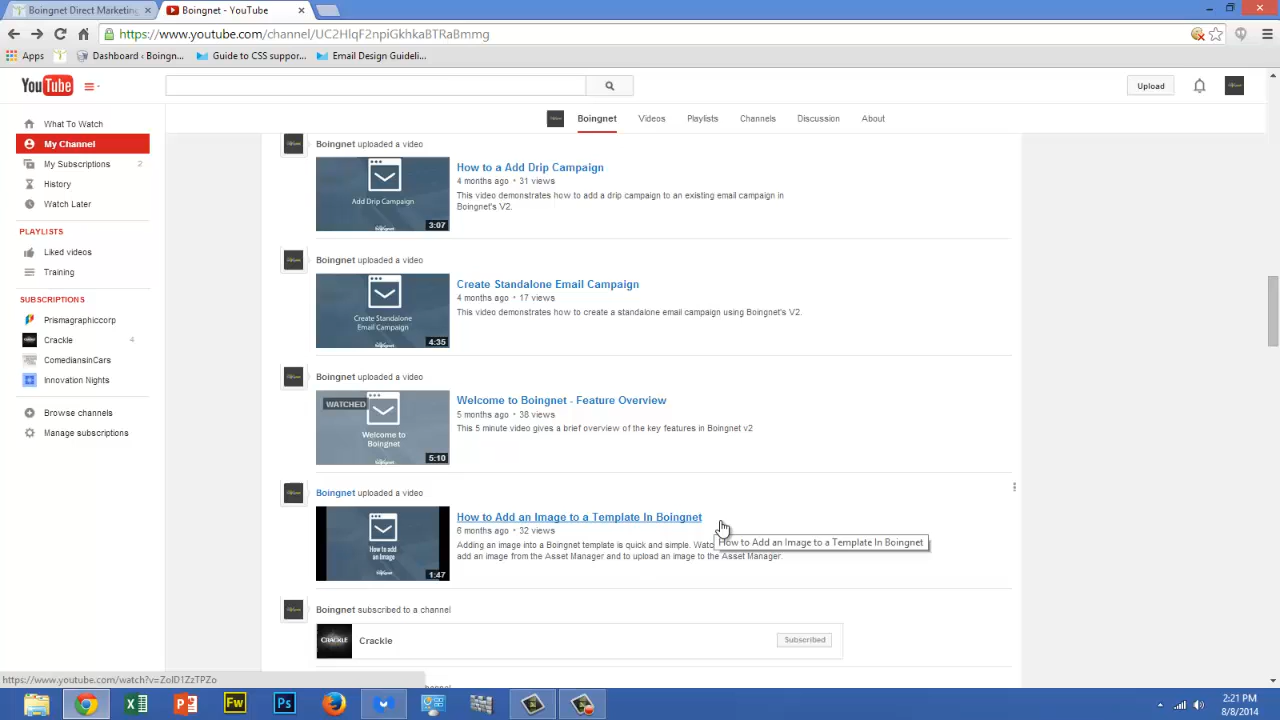 Boingnet Direct Marketing
Boingnet - YouTube
https://www.youtube.com/channel/UC2HlqF2npiGkhkaBTRaBmmg
Apps
Dashboard ‹ Boingn...
Guide to CSS suppor...
Email Design Guideli...
YouTube
Upload
Boingnet
Videos
Playlists
Channels
Discussion
About
What To Watch
My Channel
My Subscriptions 2
History
Watch Later
PLAYLISTS
Liked videos
Training
SUBSCRIPTIONS
Prismagraphiccorp
Crackle 4
ComediansinCars
Innovation Nights
Browse channels
Manage subscriptions
Boingnet uploaded a video
Add Drip Campaign
3:07
How to a Add Drip Campaign
4 months ago • 31 views
This video demonstrates how to add a drip campaign to an existing email campaign in
Boingnet's V2.
Boingnet uploaded a video
Create Standalone
Email Campaign
4:35
Create Standalone Email Campaign
4 months ago • 17 views
This video demonstrates how to create a standalone email campaign using Boingnet's V2.
Boingnet uploaded a video
WATCHED
Welcome to
Boingnet
5:10
Welcome to Boingnet - Feature Overview
5 months ago • 38 views
This 5 minute video gives a brief overview of the key features in Boingnet v2
Boingnet uploaded a video
How to add
an Image
1:47
How to Add an Image to a Template In Boingnet
6 months ago • 32 views
Adding an image into a Boingnet template is quick and simple.
add an image from the Asset Manager and to upload an image to the Asset Manager.
How to Add an Image to a Template In Boingnet
Boingnet subscribed to a channel
CRACKLE
Crackle
Subscribed
https://www.youtube.com/watch?v=ZoID1ZzTPZo
Fw
Ps
2:21 PM
8/8/2014